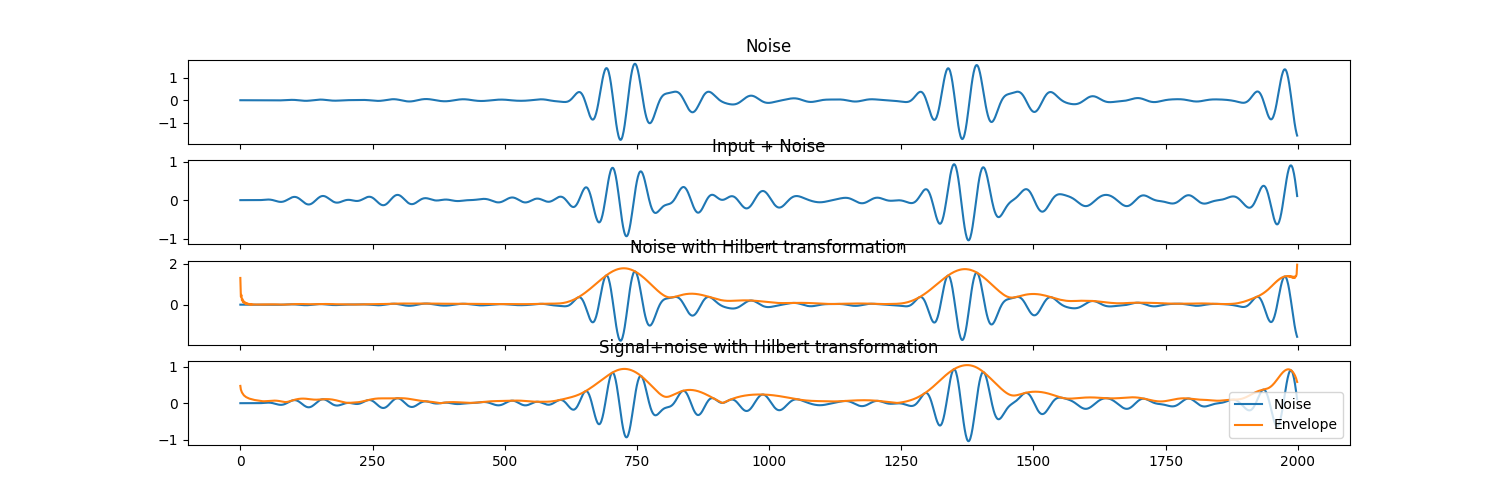 Noise
1
0
−1
Input + Noise
1
0
−1
Noise with Hilbert transformation
2
0
Signal+noise with Hilbert transformation
1
0
−1
Noise
Envelope
0 250 500 750 1000 1250 1500 1750 2000